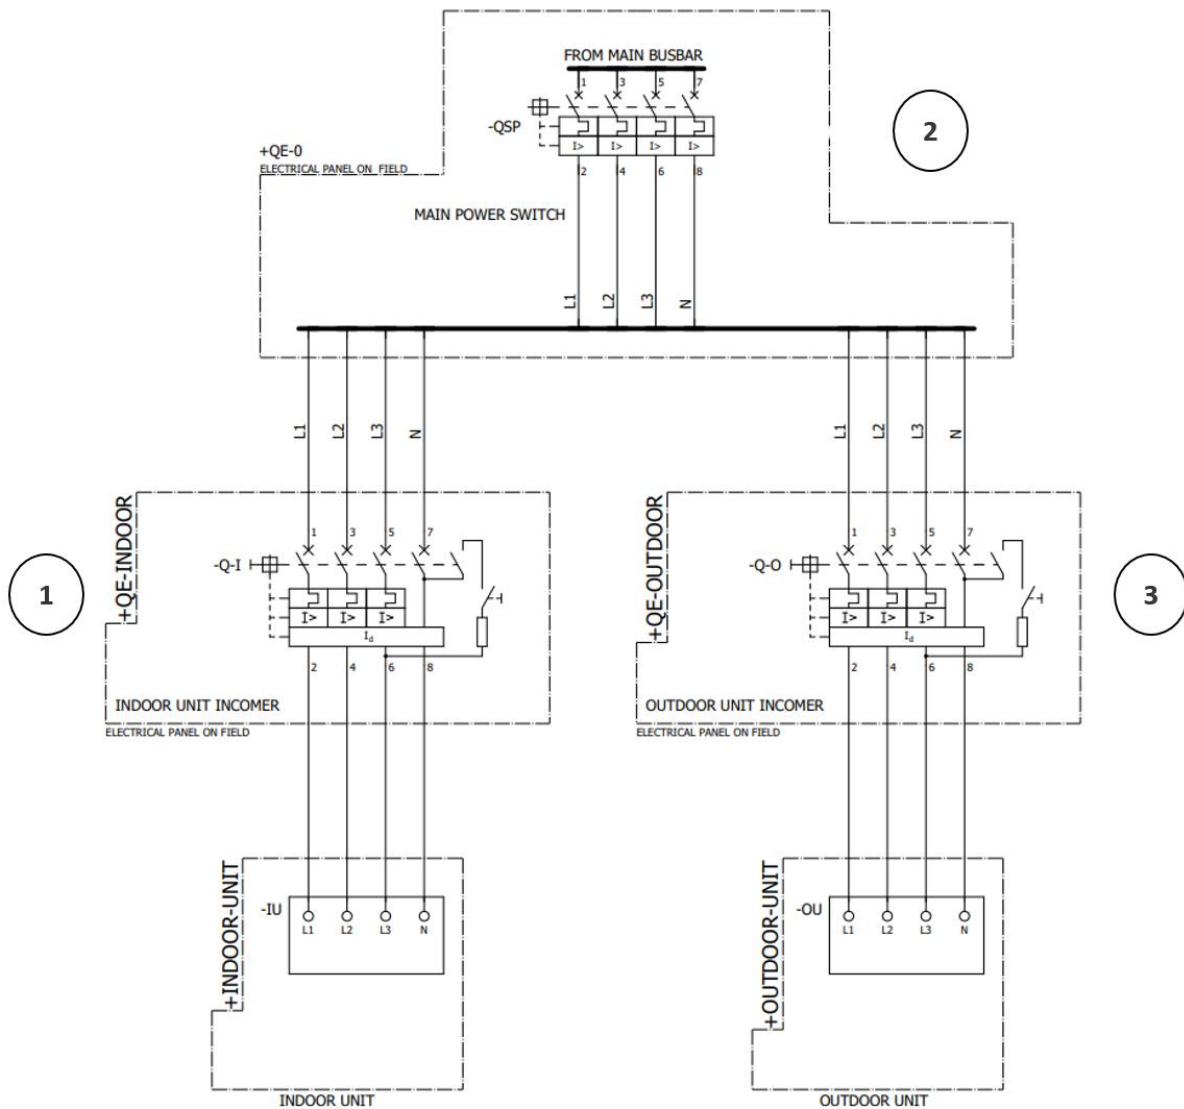 FROM MAIN BUSBAR
1 3 5 7
-QSP
I> I> I> I>
2 4 6 8
2
+QE-0
ELECTRICAL PANEL ON FIELD
MAIN POWER SWITCH
L1 L2 L3 N
L1 L2 L3 N
L1 L2 L3 N
1
+QE-INDOOR
1 3 5 7
-Q-I
I> I> I>
Id
2 4 6 8
INDOOR UNIT INCOMER
ELECTRICAL PANEL ON FIELD
+QE-OUTDOOR
1 3 5 7
-Q-O
I> I> I>
Id
2 4 6 8
OUTDOOR UNIT INCOMER
ELECTRICAL PANEL ON FIELD
3
+INDOOR-UNIT
-IU
L1 L2 L3 N
INDOOR UNIT
+OUTDOOR-UNIT
-OU
L1 L2 L3 N
OUTDOOR UNIT